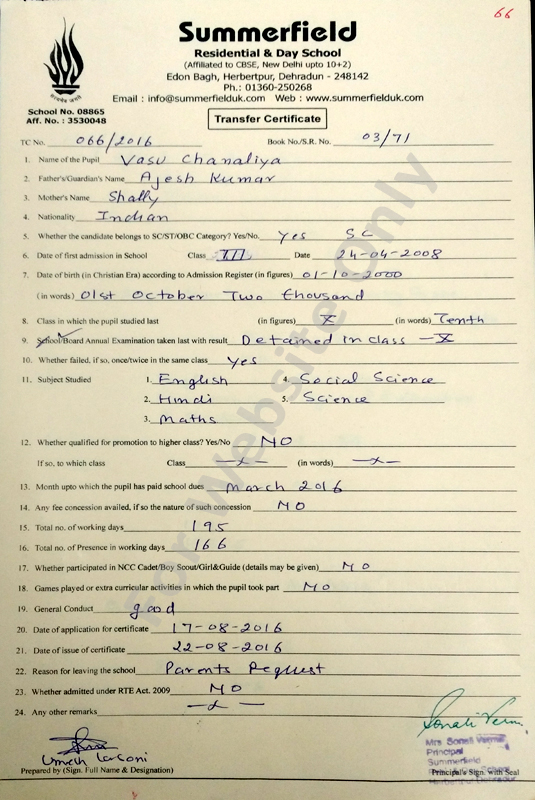 66
Summerfield
Residential & Day School
(Affiliated to CBSE, New Delhi upto 10+2)
Edon Bagh, Herbertpur, Dehradun - 248142
Ph.: 01360-250268
Email : info@summerfielduk.com Web : www.summerfielduk.com
School No. 08865
Aff. No. : 3530048
Transfer Certificate
TC No. 066/2016 Book No./S.R. No. 03/71
1. Name of the Pupil Vasu Chanaliya
2. Father's/Guardian's Name Ajesh Kumar
3. Mother's Name Shally
4. Nationality Indian
5. Whether the candidate belongs to SC/ST/OBC Category? Yes/No. Yes SC
6. Date of first admission in School Class III Date 24-04-2008
7. Date of birth (in Christian Era) according to Admission Register (in figures) 01-10-2000
(in words) 01st October Two thousand
8. Class in which the pupil studied last (in figures) X (in words) Tenth
9. School/Board Annual Examination taken last with result Detained in class - X
10. Whether failed, if so, once/twice in the same class Yes
11. Subject Studied 1. English 4. Social Science
2. Hindi 5. Science
3. Maths
12. Whether qualified for promotion to higher class? Yes/No NO
If so, to which class Class —x— (in words) —x—
13. Month upto which the pupil has paid school dues March 2016
14. Any fee concession availed, if so the nature of such concession NO
15. Total no. of working days 195
16. Total no. of Presence in working days 166
17. Whether participated in NCC Cadet/Boy Scout/Girl&Guide (details may be given) NO
18. Games played or extra curricular activities in which the pupil took part NO
19. General Conduct good
20. Date of application for certificate 17-08-2016
21. Date of issue of certificate 22-08-2016
22. Reason for leaving the school Parents Request
23. Whether admitted under RTE Act. 2009 NO
24. Any other remarks —x—
Sonali Verma
Mrs Sonali Verma
Principal
Summerfield
Prepared by (Sign. Full Name & Designation) Principal's Sign. with Seal
For Website Only